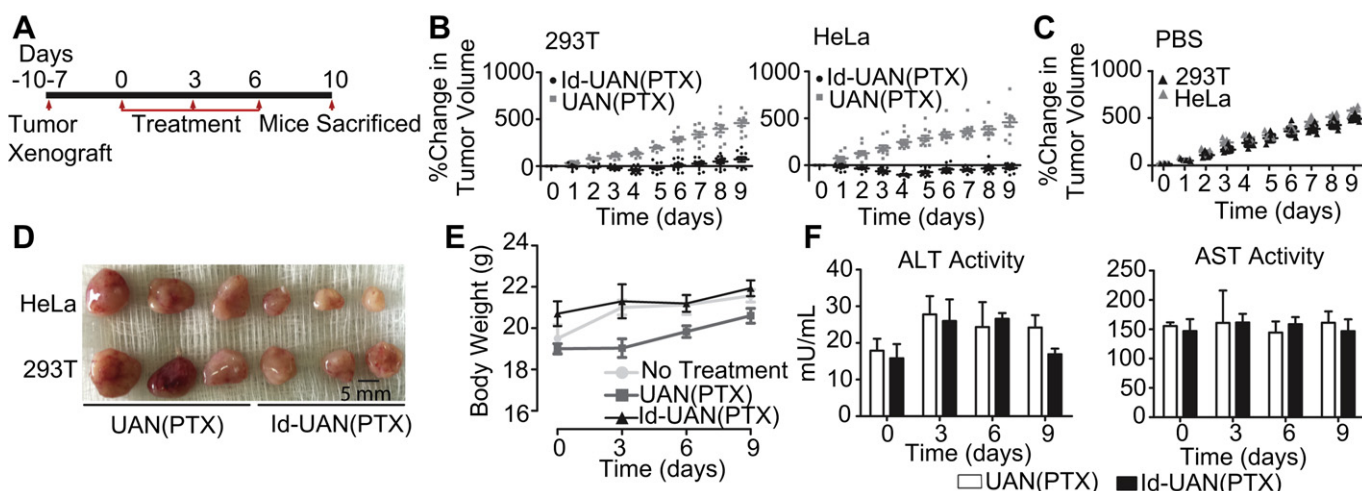 A
Days
-10-7 0 3 6 10
Tumor Xenograft
Treatment
Mice Sacrificed
B
293T
%Change in Tumor Volume
1000
500
0
Id-UAN(PTX)
UAN(PTX)
0 1 2 3 4 5 6 7 8 9
Time (days)
HeLa
1000
500
0
Id-UAN(PTX)
UAN(PTX)
0 1 2 3 4 5 6 7 8 9
Time (days)
C
PBS
%Change in Tumor Volume
1000
500
0
293T
HeLa
0 1 2 3 4 5 6 7 8 9
Time (days)
D
HeLa
293T
5 mm
UAN(PTX)
Id-UAN(PTX)
E
Body Weight (g)
24
22
20
18
16
No Treatment
UAN(PTX)
Id-UAN(PTX)
0 3 6 9
Time (days)
F
ALT Activity
mU/mL
40
30
20
10
0
0 3 6 9
Time (days)
AST Activity
250
200
150
100
50
0
0 3 6 9
Time (days)
UAN(PTX) Id-UAN(PTX)